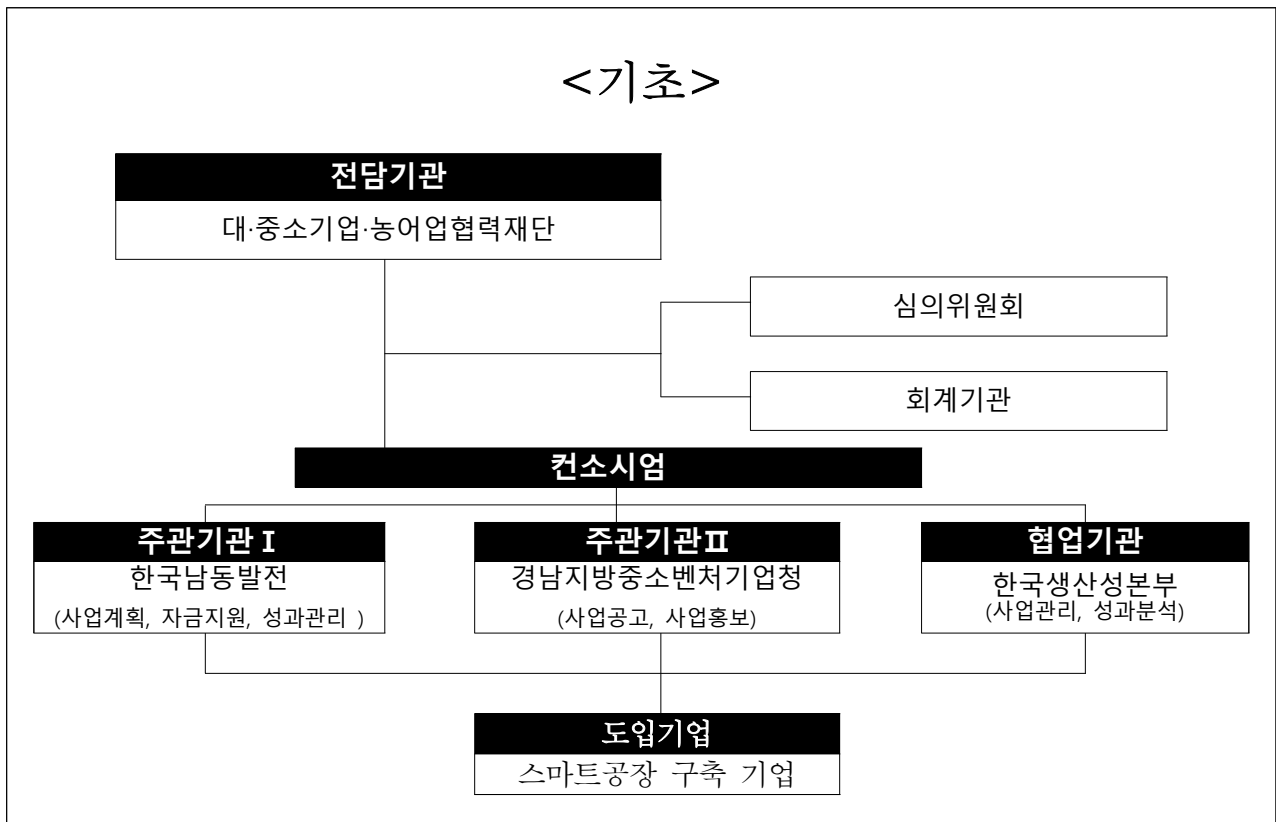 <기초>
전담기관
대·중소기업·농어업협력재단
심의위원회
회계기관
컨소시엄
주관기관Ⅰ
한국남동발전
(사업계획, 자금지원, 성과관리 )
주관기관Ⅱ
경남지방중소벤처기업청
(사업공고, 사업홍보)
협업기관
한국생산성본부
(사업관리, 성과분석)
도입기업
스마트공장 구축 기업